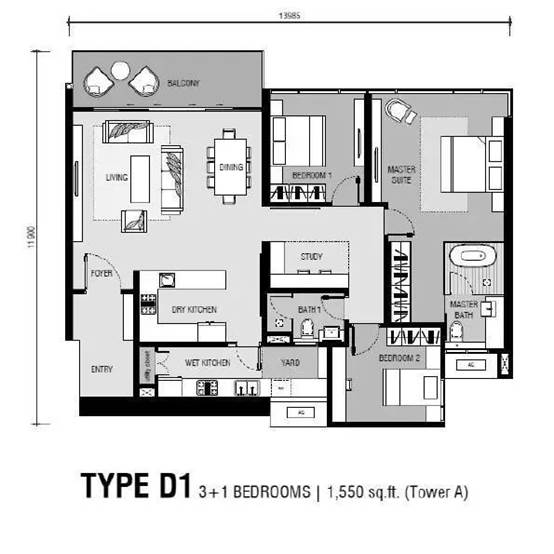 13985
BALCONY
11900
LIVING
DINING
BEDROOM 1
MASTER
SUITE
STUDY
FOYER
DRY KITCHEN
BATH 1
MASTER
BATH
ENTRY
utility closet
WET KITCHEN
YARD
BEDROOM 2
AC
AC
TYPE D1 3+1 BEDROOMS | 1,550 sq.ft. (Tower A)